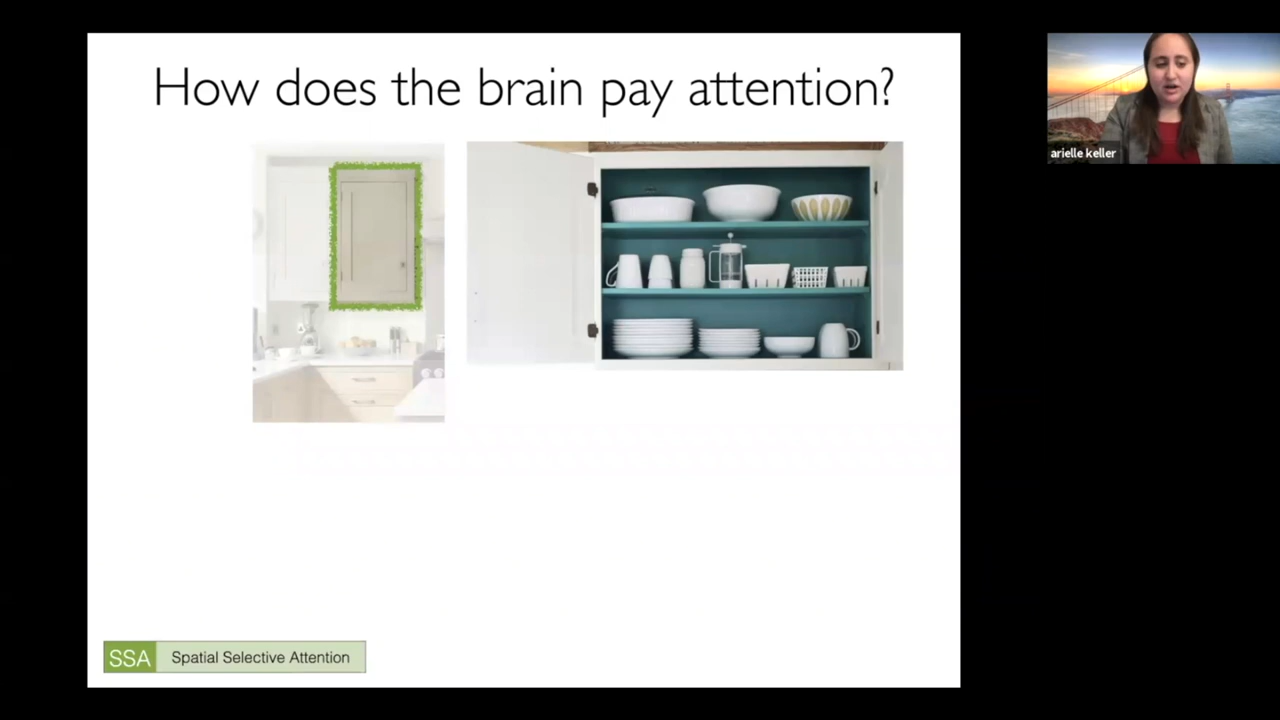 How does the brain pay attention?
arielle keller
SSA Spatial Selective Attention